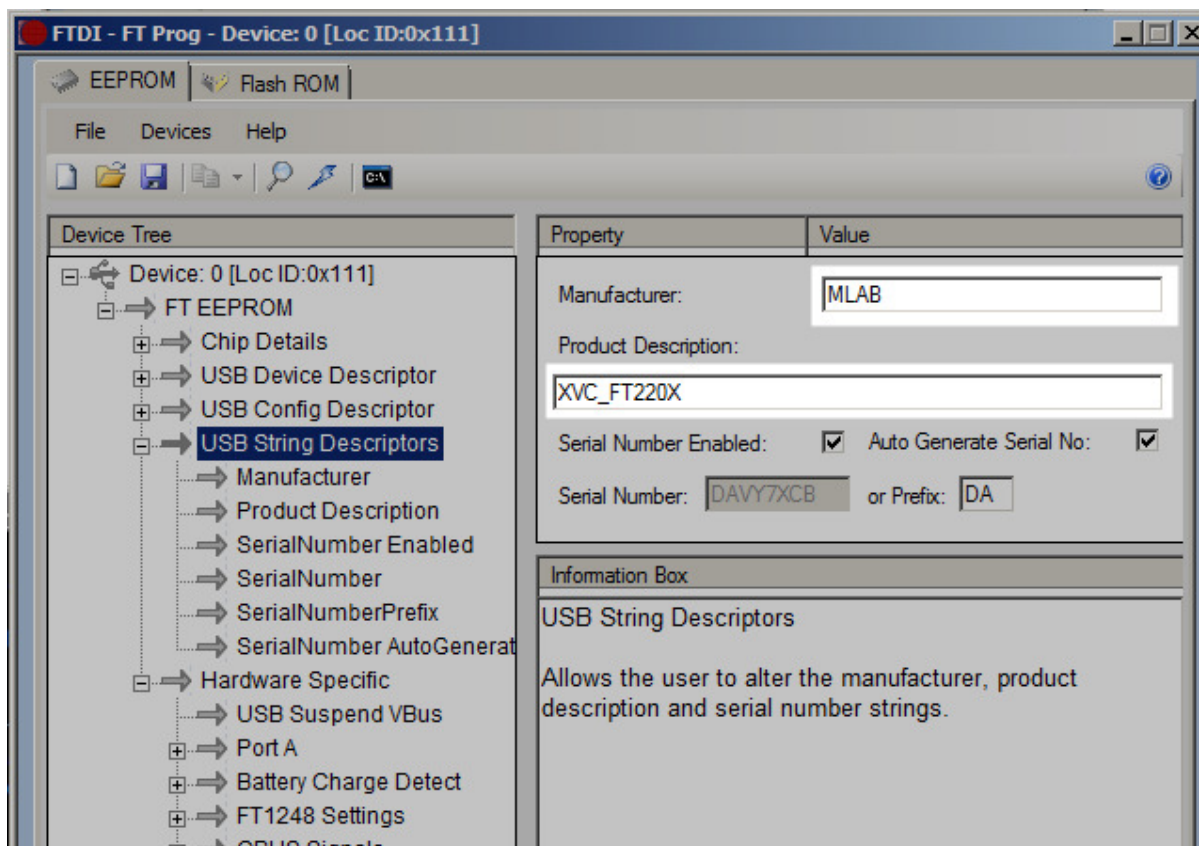 FTDI - FT Prog - Device: 0 [Loc ID:0x111]
EEPROM
Flash ROM
File Devices Help
C:\
Device Tree
Device: 0 [Loc ID:0x111]
FT EEPROM
Chip Details
USB Device Descriptor
USB Config Descriptor
USB String Descriptors
Manufacturer
Product Description
SerialNumber Enabled
SerialNumber
SerialNumberPrefix
SerialNumber AutoGenerat
Hardware Specific
USB Suspend VBus
Port A
Battery Charge Detect
FT1248 Settings
Property Value
Manufacturer: MLAB
Product Description:
XVC_FT220X
Serial Number Enabled: Auto Generate Serial No:
Serial Number: DAVY7XCB or Prefix: DA
Information Box
USB String Descriptors
Allows the user to alter the manufacturer, product
description and serial number strings.